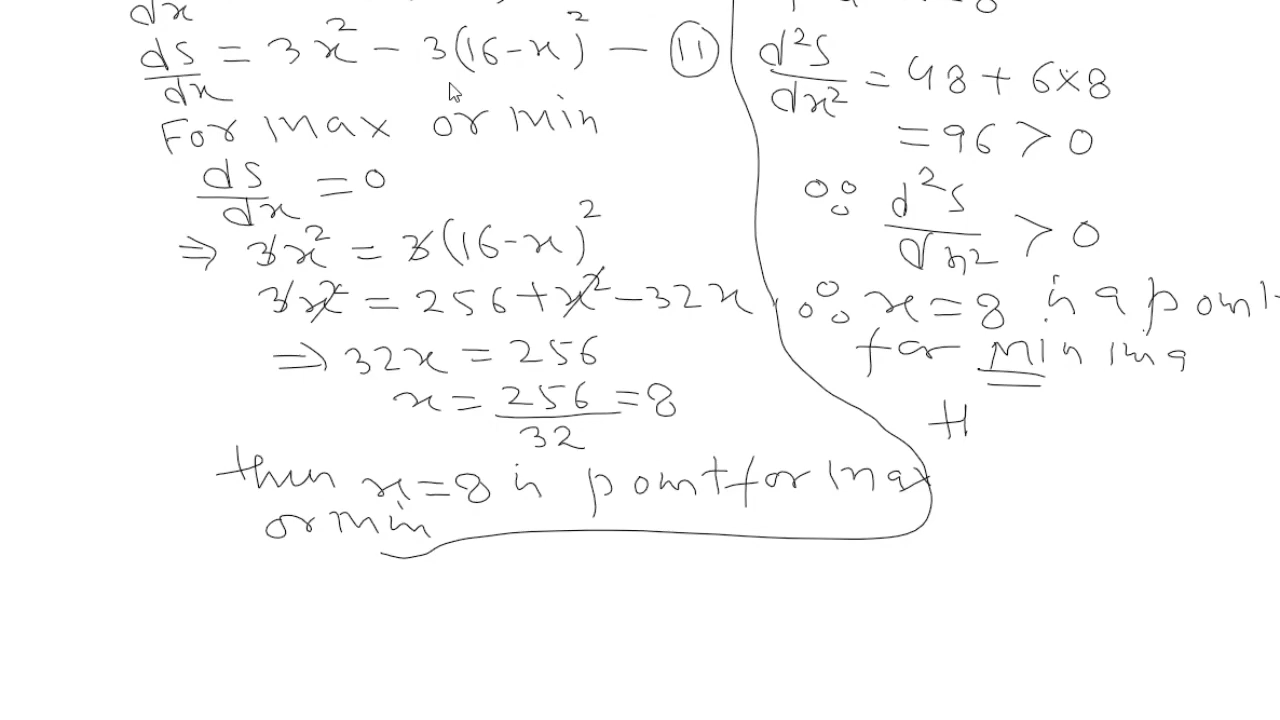 dx
ds/dx = 3x² - 3(16-x)² — (11)
For max or min
ds/dx = 0
⇒ 3x² = 3(16-x)²
3x² = 256 + x² - 32x
⇒ 32x = 256
x = 256/32 = 8
then x = 8 is point for max
or min
d²s/dx² = 48 + 6×8
= 96 > 0
∵ d²s/dx² > 0
∴ x = 8 is a point
for minima
H